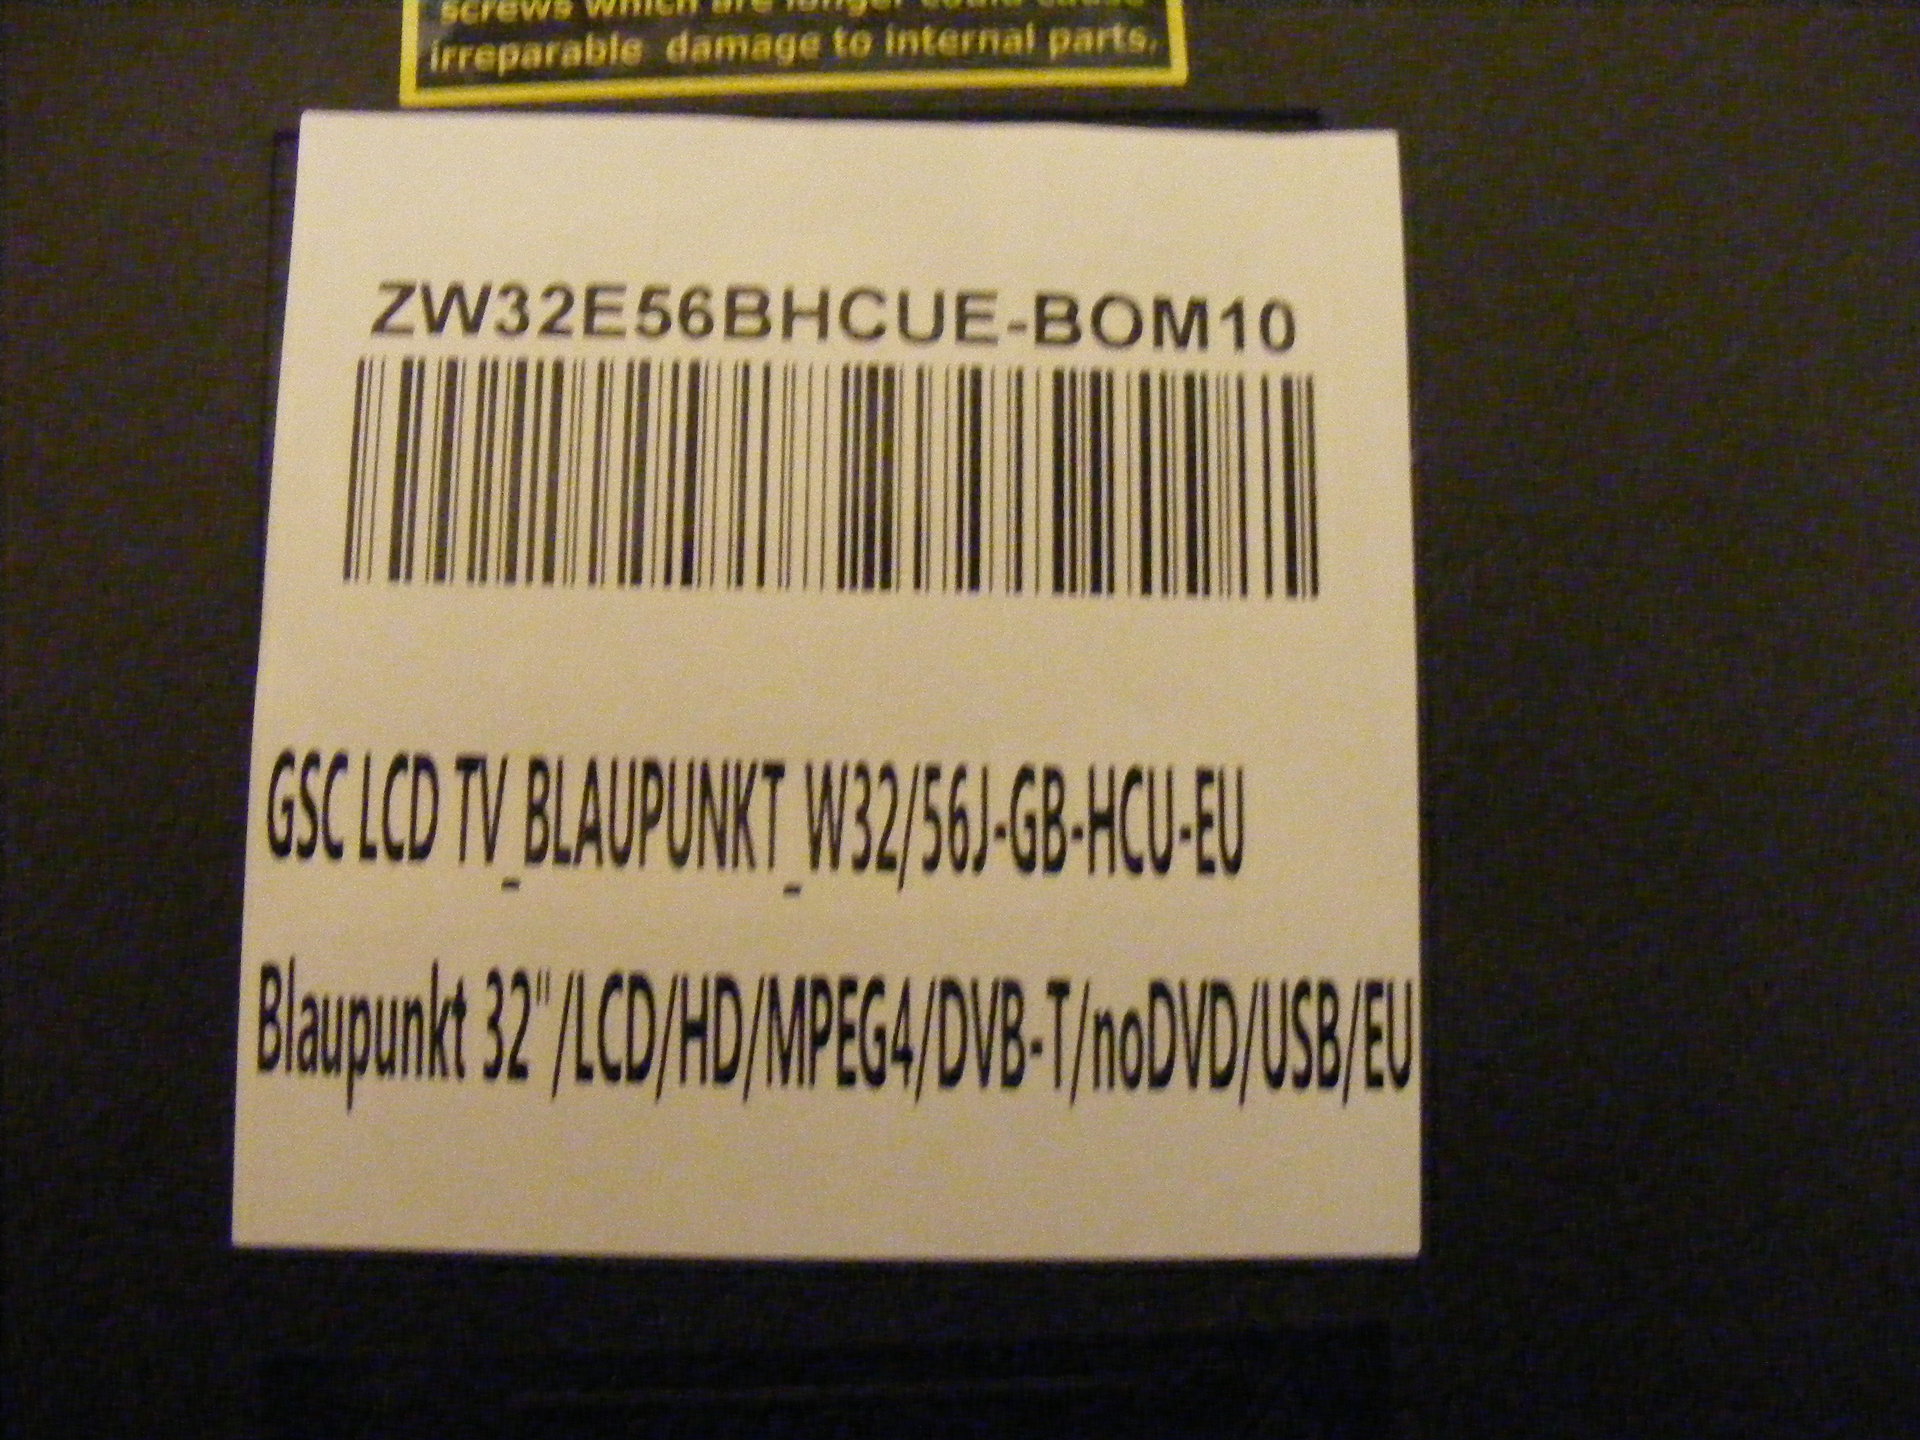 screws which are longer could cause
irreparable damage to internal parts.
ZW32E56BHCUE-BOM10
GSC LCD TV_BLAUPUNKT_W32/56J-GB-HCU-EU
Blaupunkt 32"/LCD/HD/MPEG4/DVB-T/noDVD/USB/EU